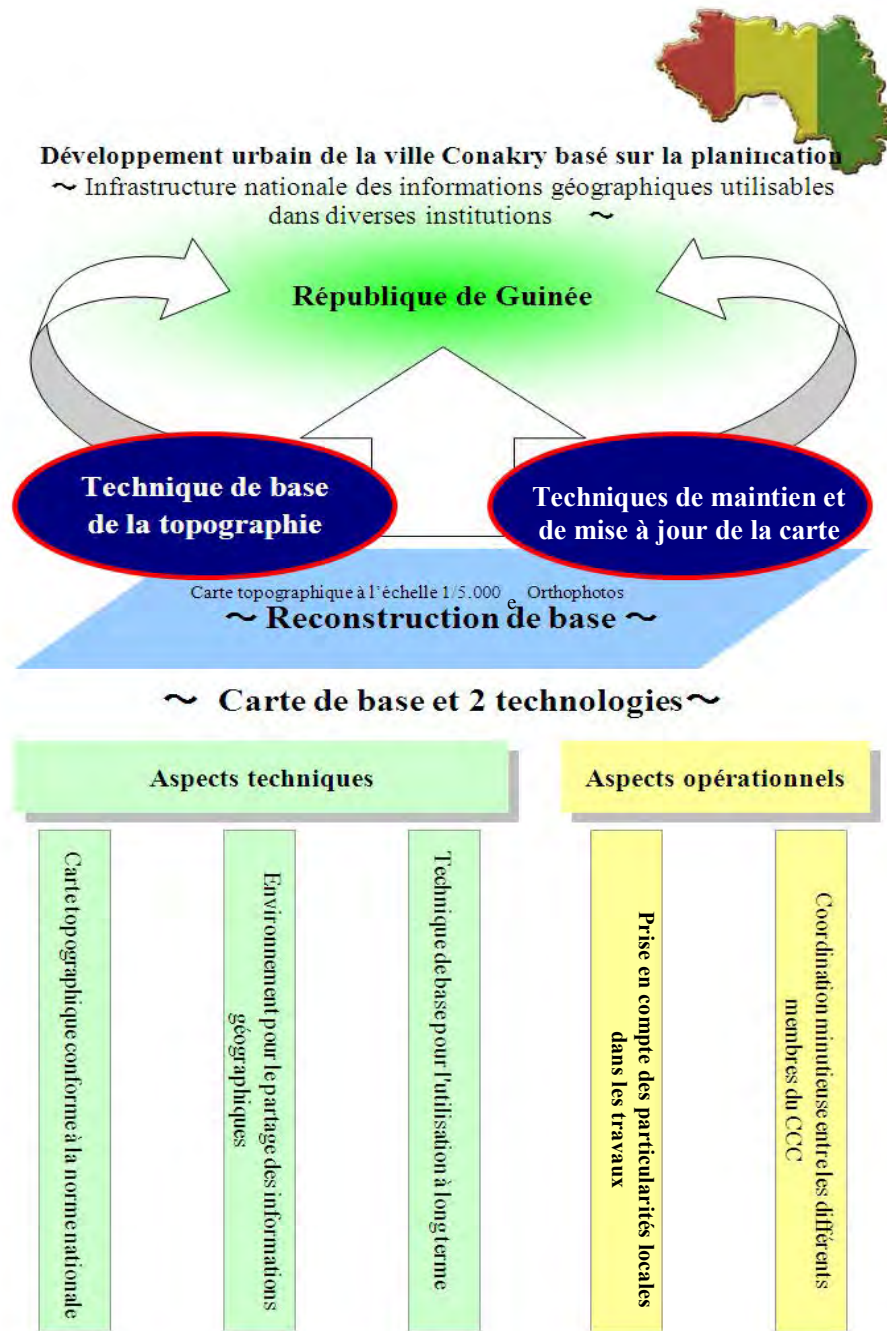 Développement urbain de la ville Conakry basé sur la planification
～ Infrastructure nationale des informations géographiques utilisables
dans diverses institutions ～
République de Guinée
Technique de base
de la topographie
Techniques de maintien et
de mise à jour de la carte
Carte topographique à l'échelle 1/5.000 e Orthophotos
～ Reconstruction de base ～
～ Carte de base et 2 technologies～
Aspects techniques
Aspects opérationnels
Carte topographique conforme à la norme nationale
Environnement pour le partage des informations
géographiques
Technique de base pour l'utilisation à long terme
Prise en compte des particularités locales
dans les travaux
Coordination minutieuse entre les différents
membres du CCC